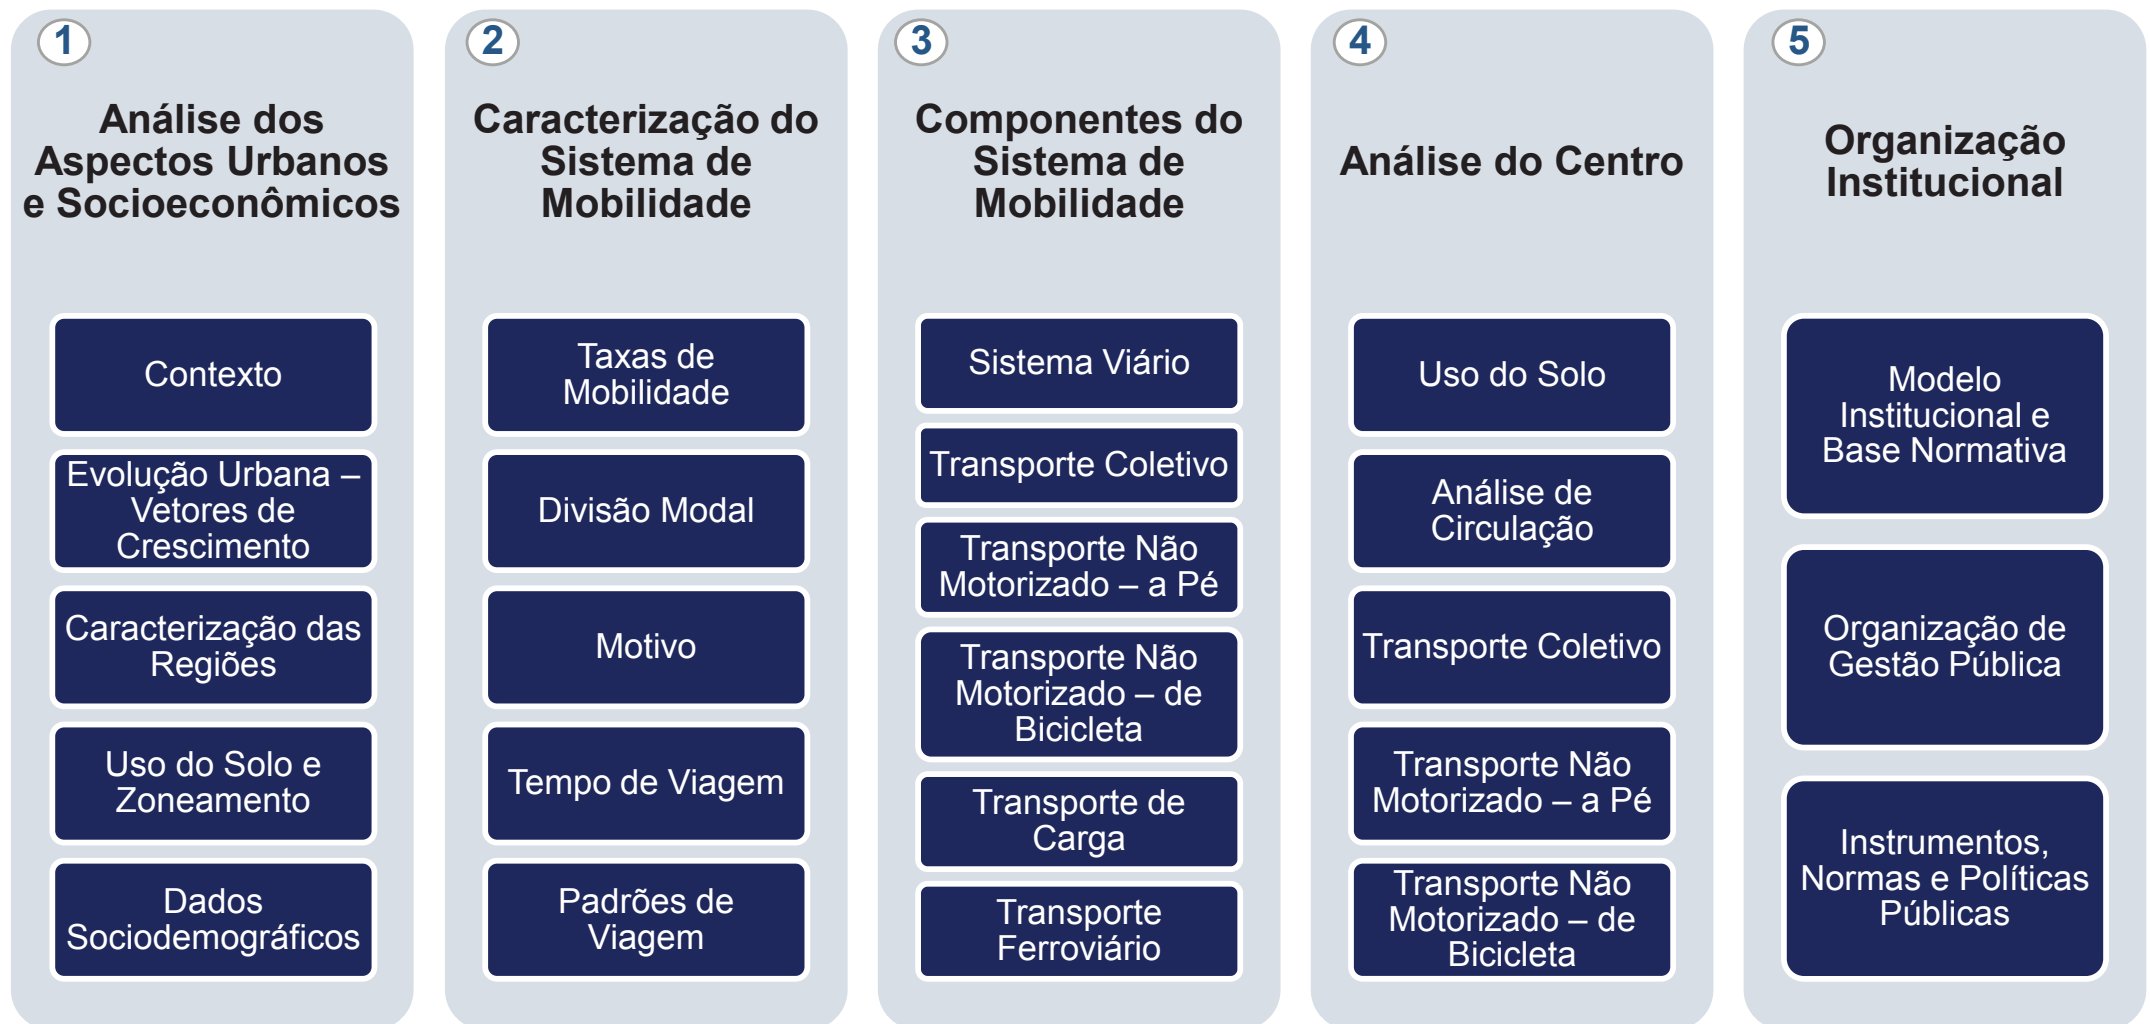 1
Análise dos
Aspectos Urbanos
e Socioeconômicos
Contexto
Evolução Urbana –
Vetores de
Crescimento
Caracterização das
Regiões
Uso do Solo e
Zoneamento
Dados
Sociodemográficos
2
Caracterização do
Sistema de
Mobilidade
Taxas de
Mobilidade
Divisão Modal
Motivo
Tempo de Viagem
Padrões de
Viagem
3
Componentes do
Sistema de
Mobilidade
Sistema Viário
Transporte Coletivo
Transporte Não
Motorizado – a Pé
Transporte Não
Motorizado – de
Bicicleta
Transporte de
Carga
Transporte
Ferroviário
4
Análise do Centro
Uso do Solo
Análise de
Circulação
Transporte Coletivo
Transporte Não
Motorizado – a Pé
Transporte Não
Motorizado – de
Bicicleta
5
Organização
Institucional
Modelo
Institucional e
Base Normativa
Organização de
Gestão Pública
Instrumentos,
Normas e Políticas
Públicas